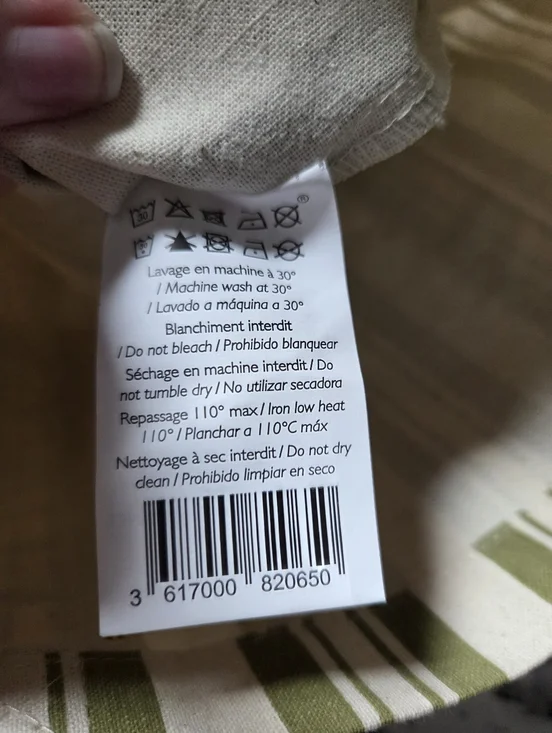 30
®
Lavage en machine à 30°
/ Machine wash at 30°
/ Lavado a máquina a 30°
Blanchiment interdit
/ Do not bleach / Prohibido blanquear
Séchage en machine interdit / Do
not tumble dry / No utilizar secadora
Repassage 110° max / Iron low heat
110° / Planchar a 110°C máx
Nettoyage à sec interdit / Do not dry
clean / Prohibido limpiar en seco
3 617000 820650